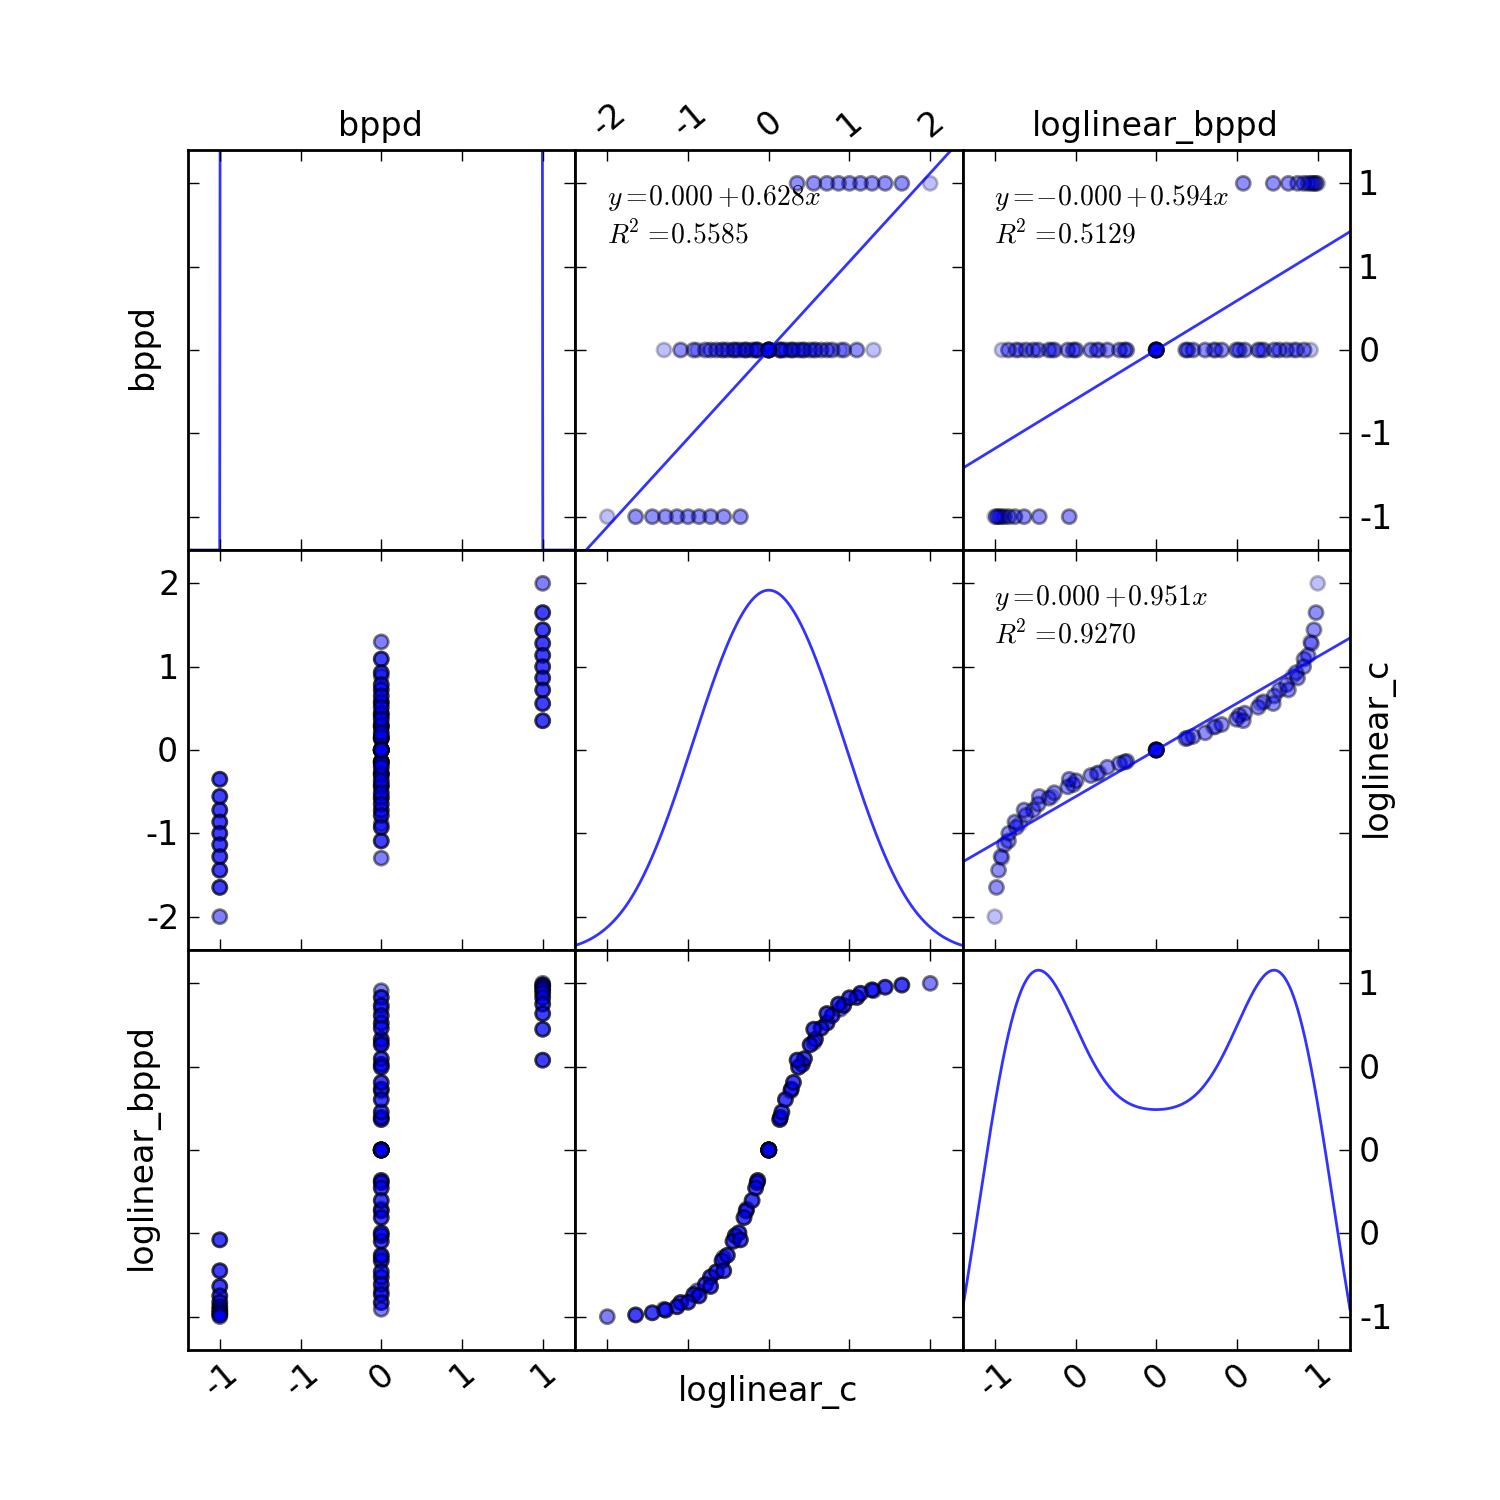 bppd
-2 -1 0 1 2
loglinear_bppd
bppd
y=0.000+0.628x
R² =0.5585
y=−0.000+0.594x
R² =0.5129
1
1
0
-1
-1
2
1
0
-1
-2
y=0.000+0.951x
R² =0.9270
loglinear_c
loglinear_bppd
1
0
0
0
-1
-1 -1 0 1 1
loglinear_c
-1 0 0 0 1